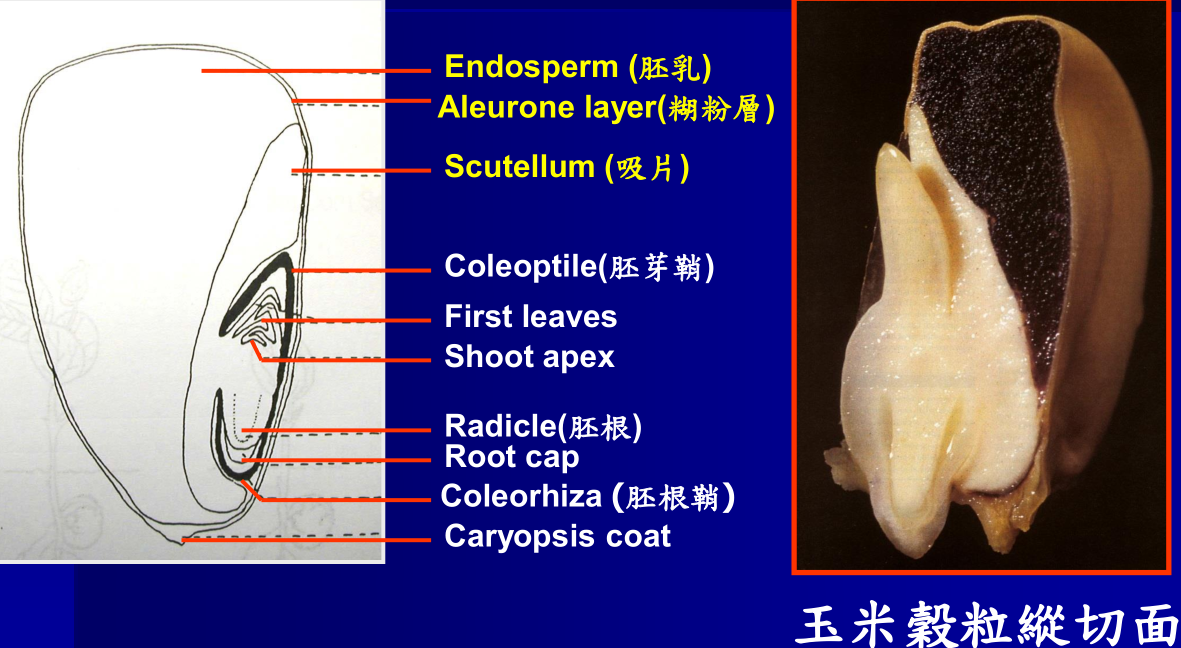 Endosperm (胚乳)
Aleurone layer(糊粉層)
Scutellum (吸片)
Coleoptile(胚芽鞘)
First leaves
Shoot apex
Radicle(胚根)
Root cap
Coleorhiza (胚根鞘)
Caryopsis coat
玉米穀粒縱切面